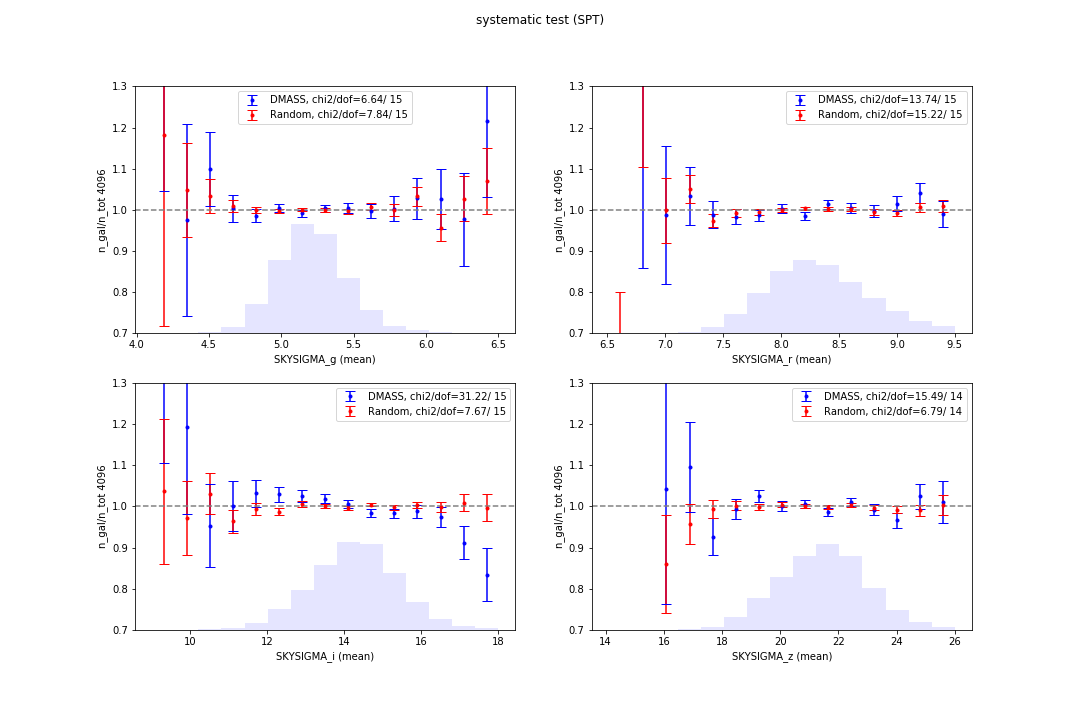 systematic test (SPT)
n_gal/n_tot 4096
1.3
1.2
1.1
1.0
0.9
0.8
0.7
DMASS, chi2/dof=6.64/ 15
Random, chi2/dof=7.84/ 15
4.0 4.5 5.0 5.5 6.0 6.5
SKYSIGMA_g (mean)
n_gal/n_tot 4096
1.3
1.2
1.1
1.0
0.9
0.8
0.7
DMASS, chi2/dof=13.74/ 15
Random, chi2/dof=15.22/ 15
6.5 7.0 7.5 8.0 8.5 9.0 9.5
SKYSIGMA_r (mean)
n_gal/n_tot 4096
1.3
1.2
1.1
1.0
0.9
0.8
0.7
DMASS, chi2/dof=31.22/ 15
Random, chi2/dof=7.67/ 15
10 12 14 16 18
SKYSIGMA_i (mean)
n_gal/n_tot 4096
1.3
1.2
1.1
1.0
0.9
0.8
0.7
DMASS, chi2/dof=15.49/ 14
Random, chi2/dof=6.79/ 14
14 16 18 20 22 24 26
SKYSIGMA_z (mean)